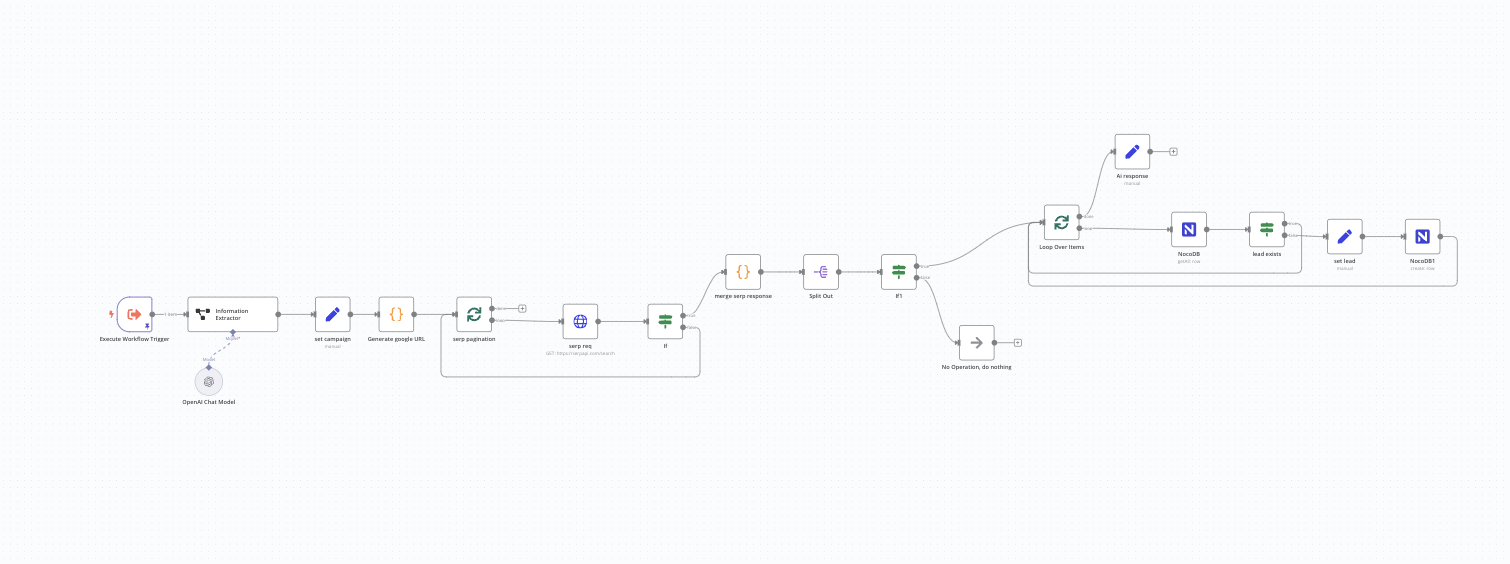 Ai response
manual
done
loop
Loop Over Items
NocoDB
getAll: row
true
false
lead exists
set lead
manual
NocoDB1
create: row
merge serp response
Split Out
true
false
If1
Execute Workflow Trigger
1 item
Information
Extractor
Model*
Model
OpenAI Chat Model
set campaign
manual
Generate google URL
done
loop
serp pagination
serp req
GET: https://serpapi.com/search
true
false
If
No Operation, do nothing